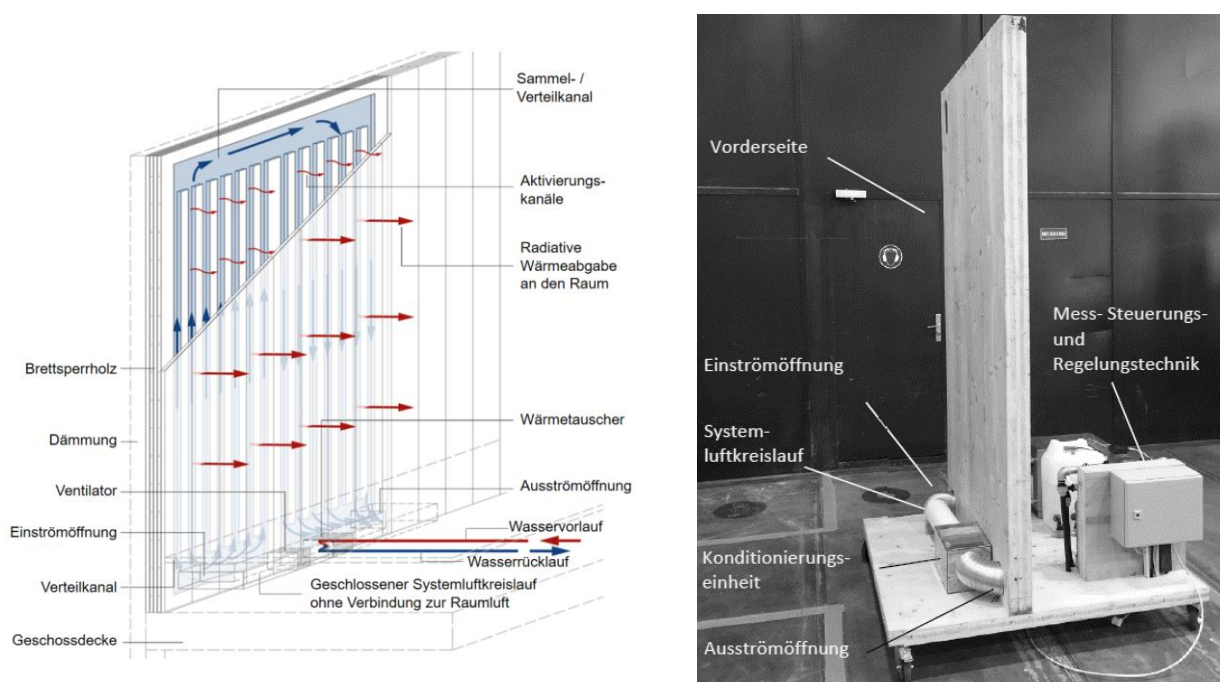 Sammel- /
Verteilkanal
Aktivierungs-
kanäle
Radiative
Wärmeabgabe
an den Raum
Brettsperrholz
Dämmung
Wärmetauscher
Ventilator
Ausströmöffnung
Einströmöffnung
Wasservorlauf
Wasserrücklauf
Verteilkanal
Geschlossener Systemluftkreislauf
ohne Verbindung zur Raumluft
Geschossdecke
Vorderseite
Mess- Steuerungs-
und
Regelungstechnik
Einströmöffnung
System-
luftkreislauf
Konditionierungs-
einheit
Ausströmöffnung